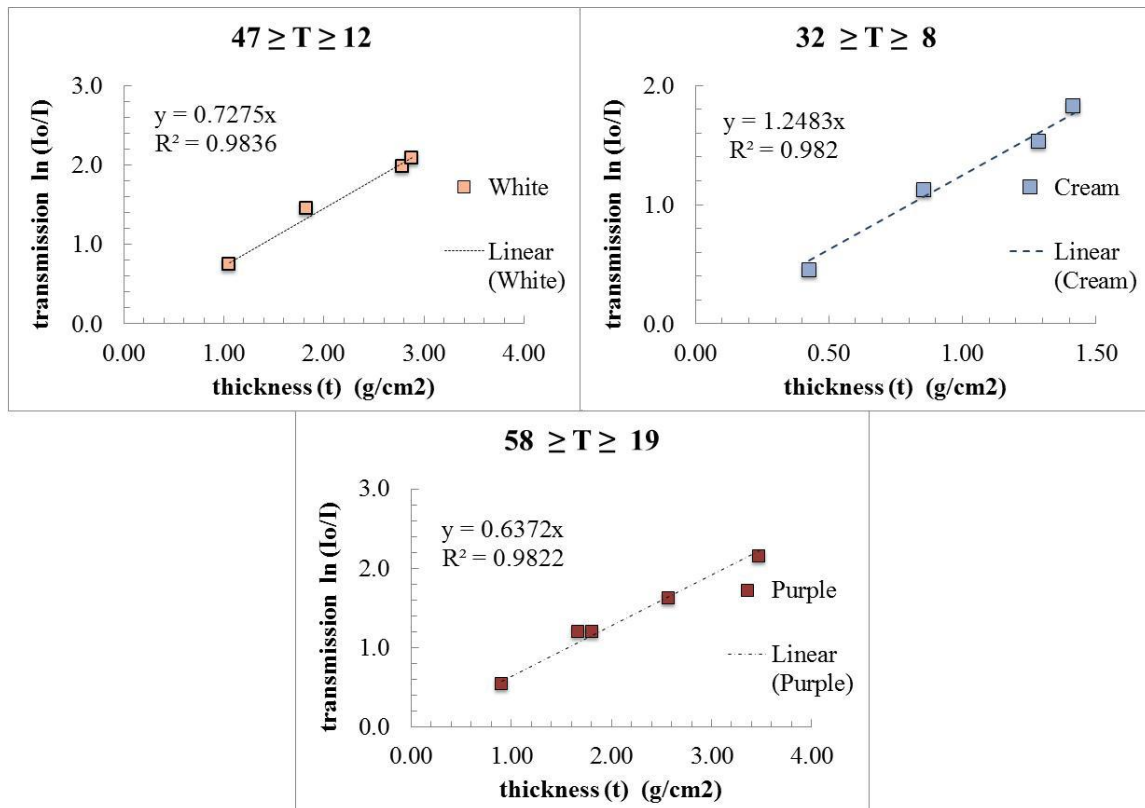 47 ≥ T ≥ 12
3.0
2.0
1.0
0.0
y = 0.7275x
R² = 0.9836
White
Linear
(White)
0.00 1.00 2.00 3.00 4.00
thickness (t) (g/cm2)
transmission ln (Io/I)
32 ≥ T ≥ 8
2.0
1.0
0.0
y = 1.2483x
R² = 0.982
Cream
Linear
(Cream)
0.00 0.50 1.00 1.50
thickness (t) (g/cm2)
transmission ln (Io/I)
58 ≥ T ≥ 19
3.0
2.0
1.0
0.0
y = 0.6372x
R² = 0.9822
Purple
Linear
(Purple)
0.00 1.00 2.00 3.00 4.00
thickness (t) (g/cm2)
transmission ln (Io/I)